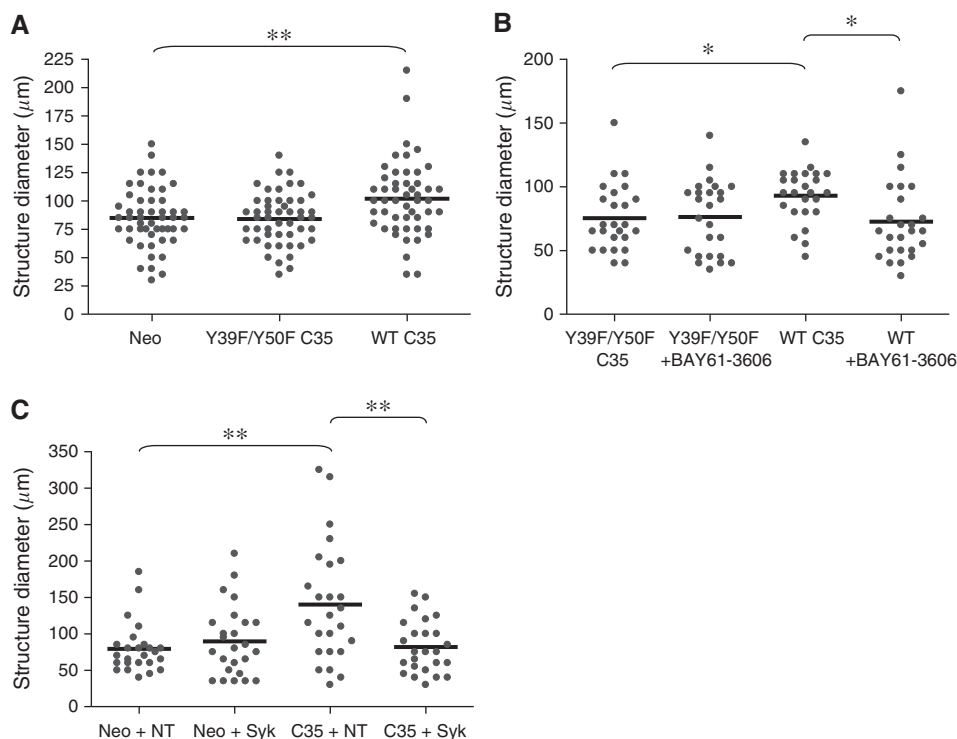 A
**
Structure diameter (μm)
225
200
175
150
125
100
75
50
25
0
Neo
Y39F/Y50F C35
WT C35
B
*
*
Structure diameter (μm)
200
150
100
50
0
Y39F/Y50F
C35
Y39F/Y50F
+BAY61-3606
WT C35
WT
+BAY61-3606
C
**
**
Structure diameter (μm)
350
300
250
200
150
100
50
0
Neo + NT
Neo + Syk
C35 + NT
C35 + Syk